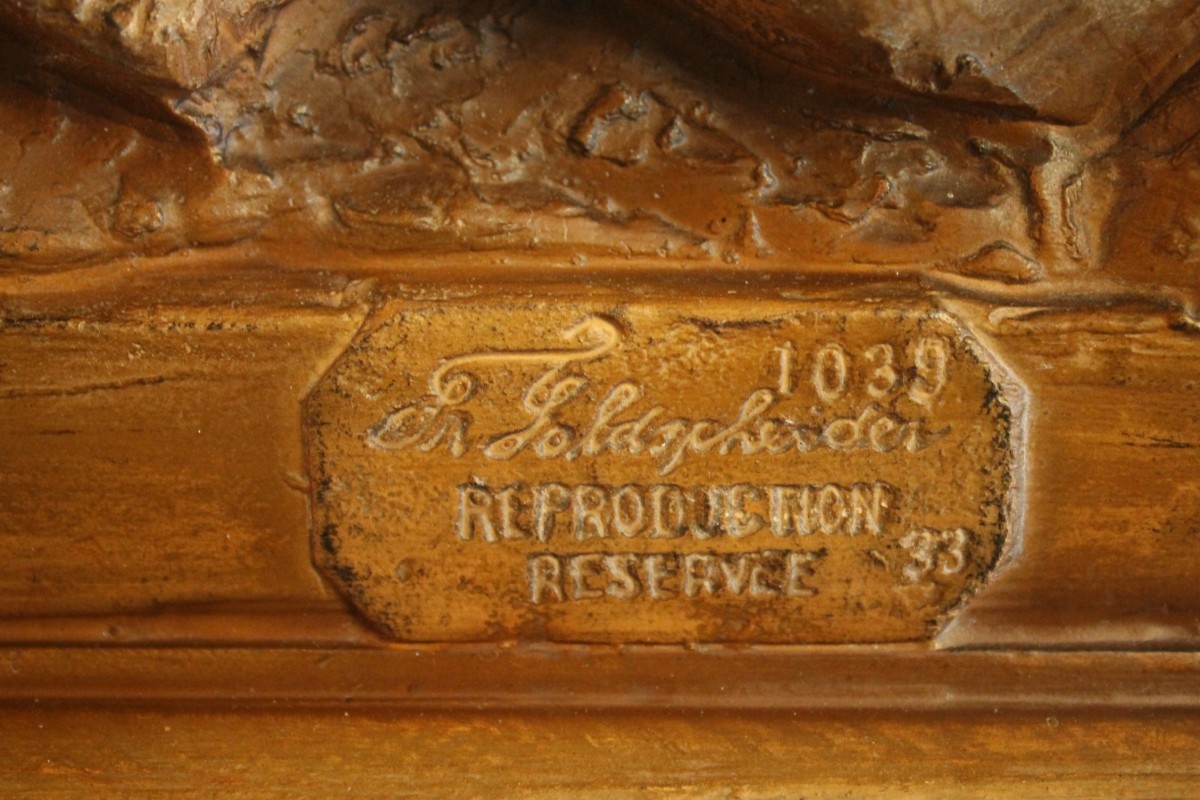 1039
Fr. Goldscheider
REPRODUCTION
RESERVEE
33